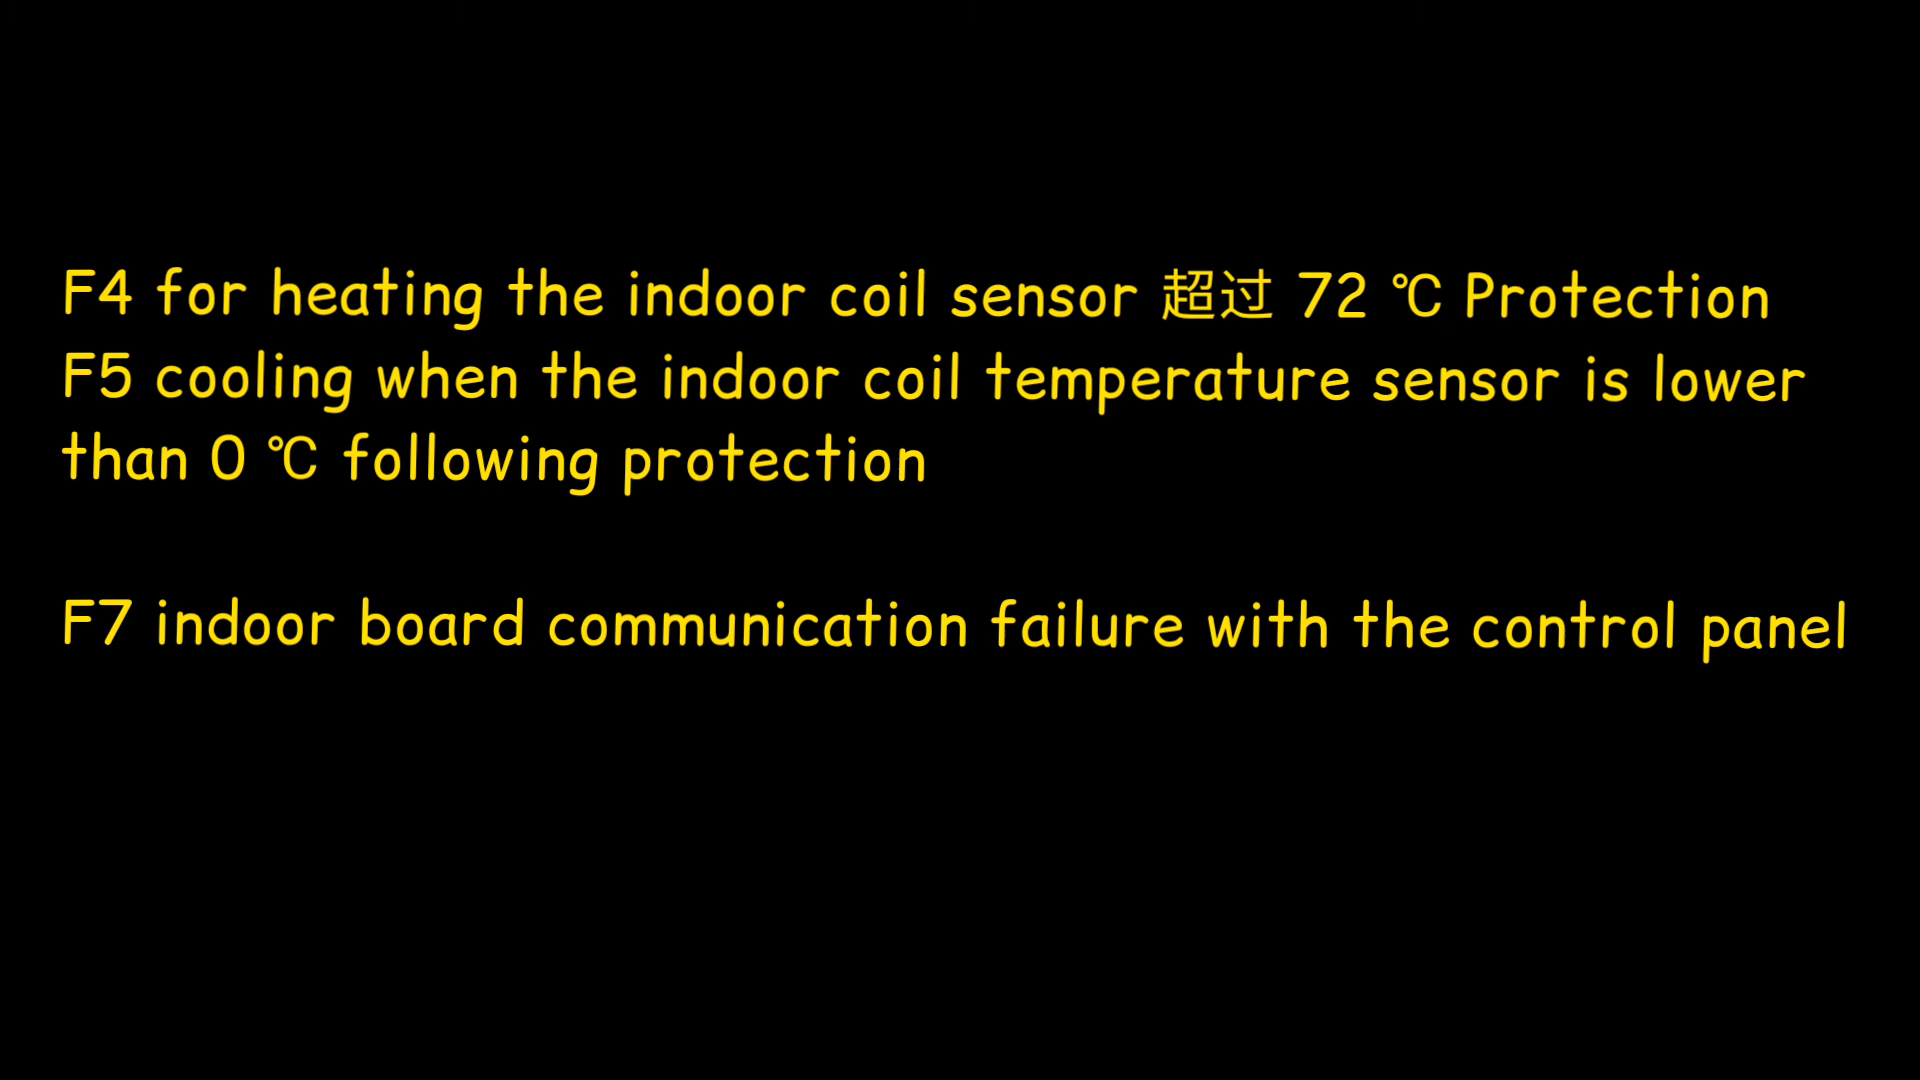 F4 for heating the indoor coil sensor 超过 72 ℃ Protection
F5 cooling when the indoor coil temperature sensor is lower
than 0 ℃ following protection
F7 indoor board communication failure with the control panel